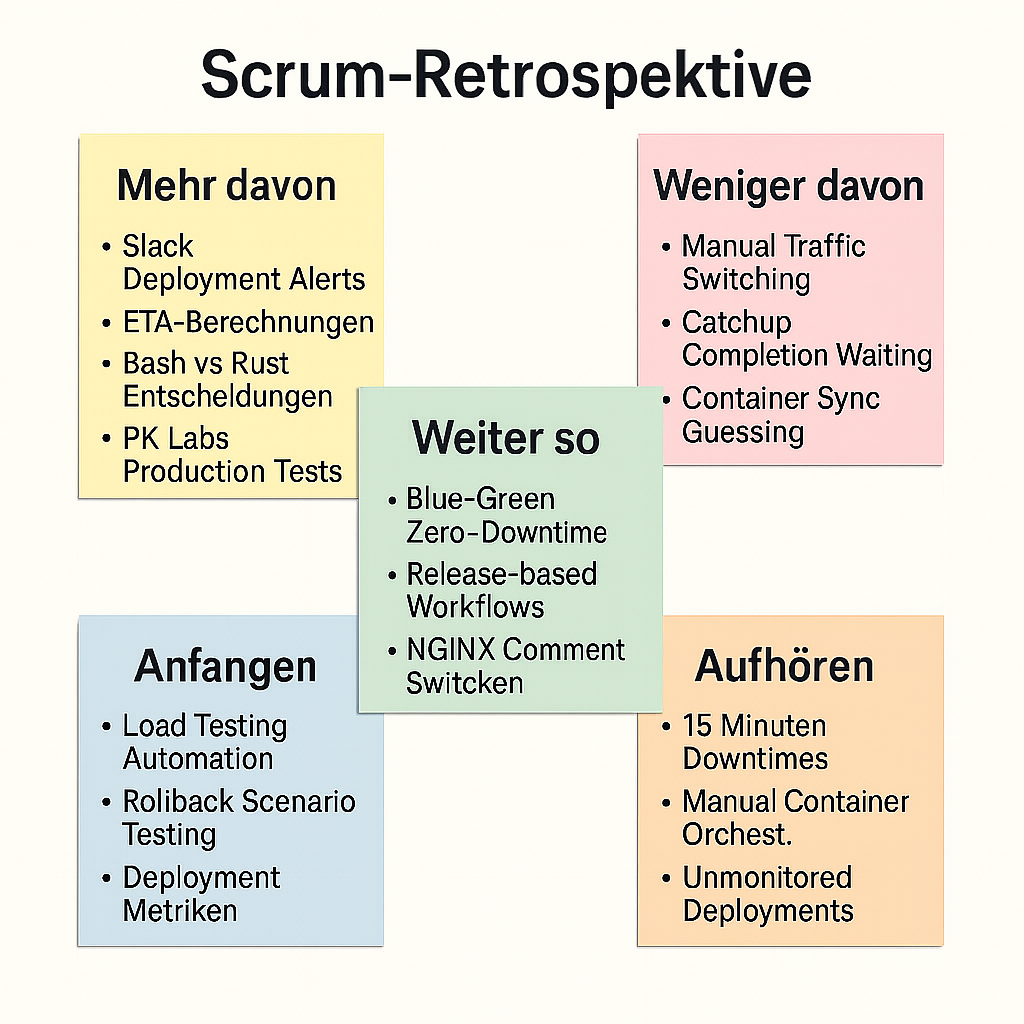 Scrum-Retrospektive
Mehr davon
• Slack
Deployment Alerts
• ETA-Berechnungen
• Bash vs Rust
Entscheldungen
• PK Labs
Production Tests
Weniger davon
• Manual Traffic
Switching
• Catchup
Completion Waiting
• Container Sync
Guessing
Weiter so
• Blue-Green
Zero-Downtime
• Release-based
Workflows
• NGINX Comment
Switcken
Anfangen
• Load Testing
Automation
• Roliback Scenario
Testing
• Deployment
Metriken
Aufhören
• 15 Minuten
Downtimes
• Manual Container
Orchest.
• Unmonitored
Deployments